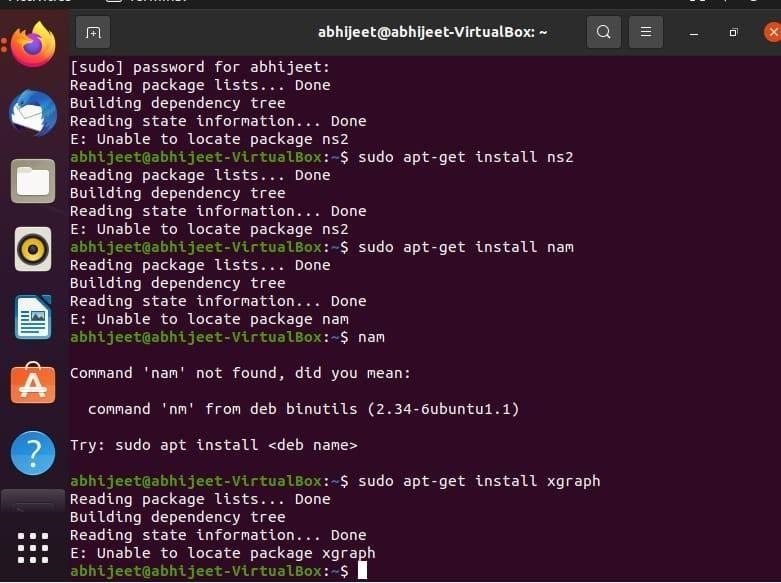 abhijeet@abhijeet-VirtualBox: ~
[sudo] password for abhijeet:
Reading package lists... Done
Building dependency tree
Reading state information... Done
E: Unable to locate package ns2
abhijeet@abhijeet-VirtualBox:~$ sudo apt-get install ns2
Reading package lists... Done
Building dependency tree
Reading state information... Done
E: Unable to locate package ns2
abhijeet@abhijeet-VirtualBox:~$ sudo apt-get install nam
Reading package lists... Done
Building dependency tree
Reading state information... Done
E: Unable to locate package nam
abhijeet@abhijeet-VirtualBox:~$ nam
Command 'nam' not found, did you mean:
command 'nm' from deb binutils (2.34-6ubuntu1.1)
Try: sudo apt install <deb name>
abhijeet@abhijeet-VirtualBox:~$ sudo apt-get install xgraph
Reading package lists... Done
Building dependency tree
Reading state information... Done
E: Unable to locate package xgraph
abhijeet@abhijeet-VirtualBox:~$